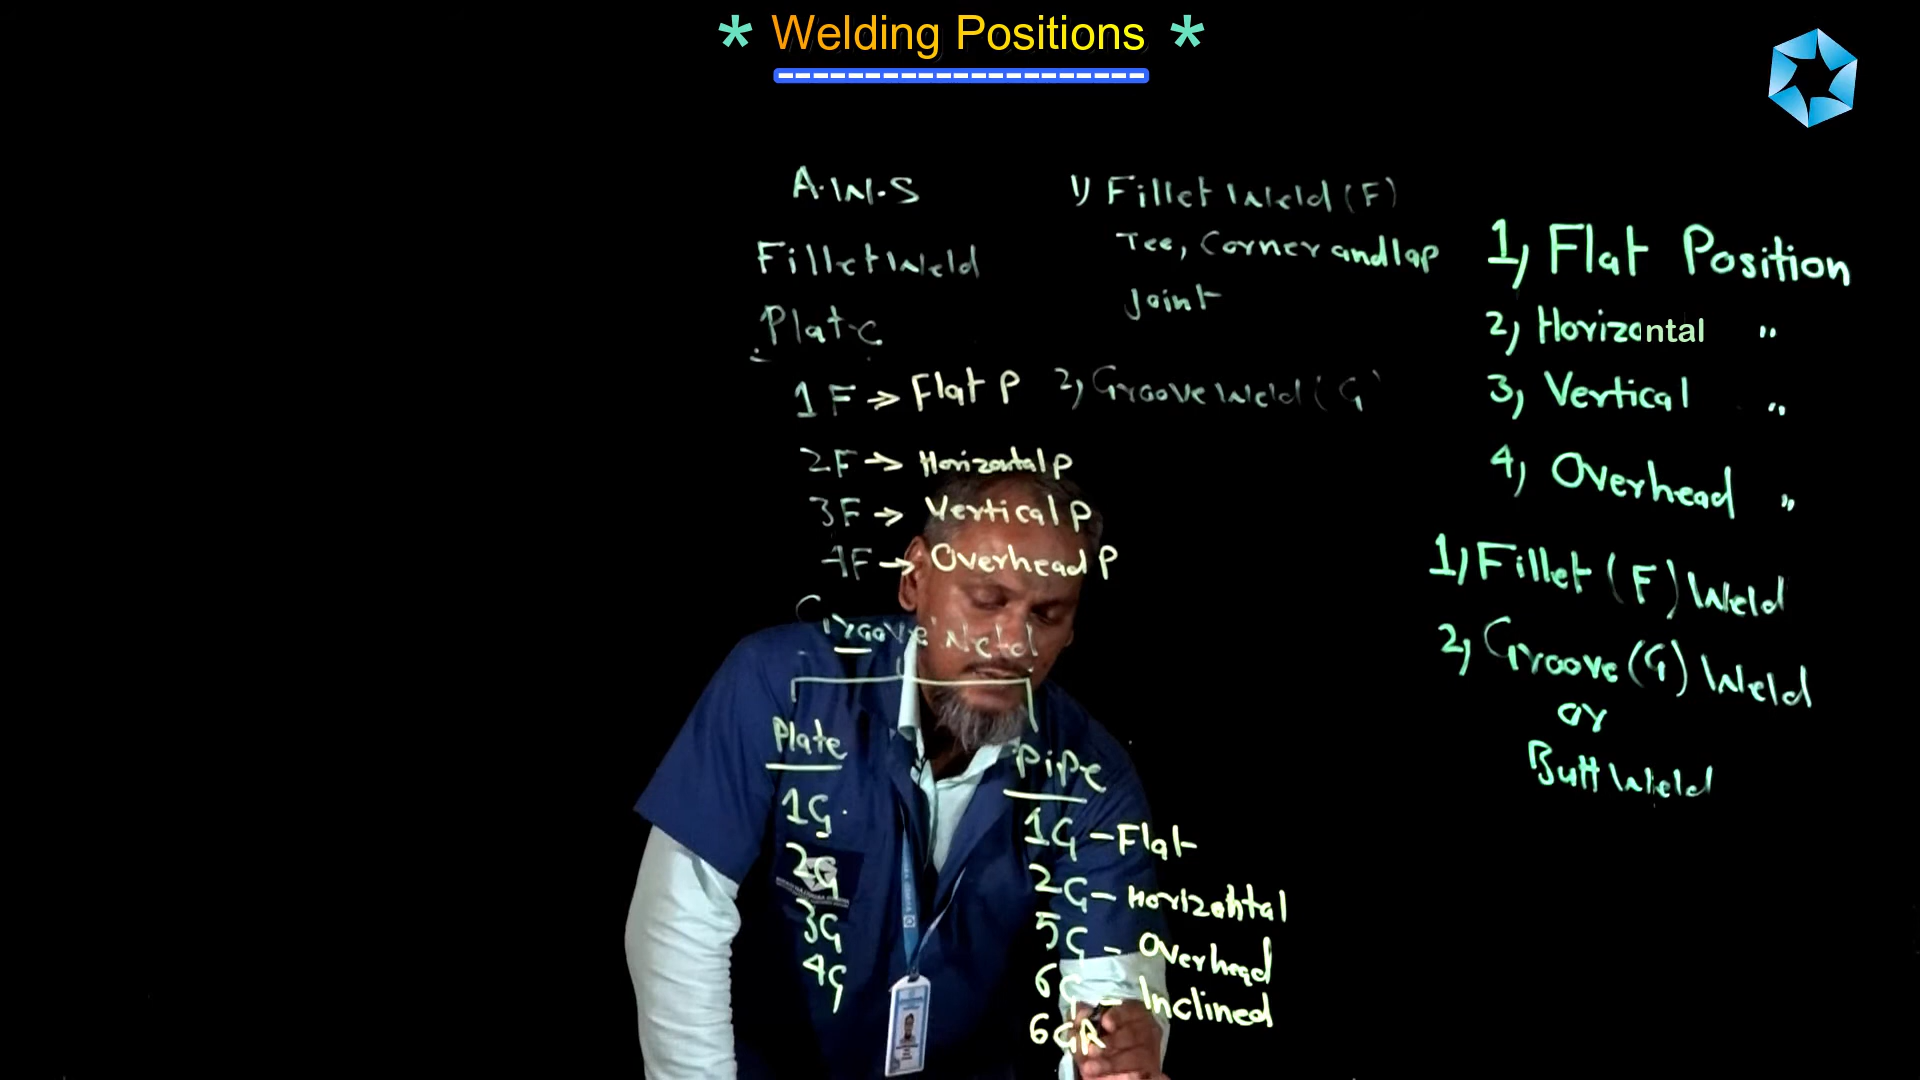 * Welding Positions *
A.W.S
Fillet Weld
Plate
1F → Flat P
2F → Horizontal P
3F → Vertical P
4F → Overhead P
Groove Weld
Plate
1G
2G
3G
4G
Pipe
1G - Flat
2G - Horizontal
5G - Overhead
6G - Inclined
6GR
1) Fillet Weld (F)
Tee, Corner and lap
Joint
2) Groove Weld (G)
1) Flat Position
2) Horizontal "
3) Vertical "
4) Overhead "
1) Fillet (F) Weld
2) Groove (G) Weld
or
Butt Weld